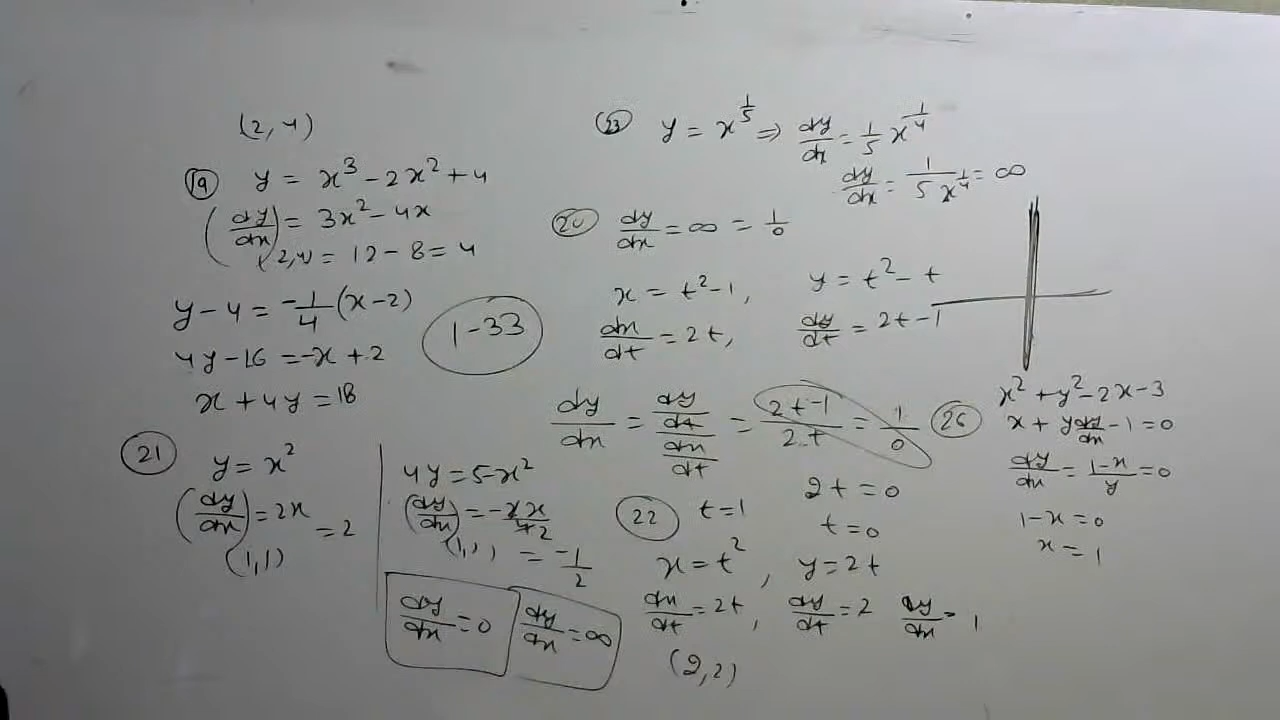 (2, 4)
(19) y = x³ - 2x² + 4
(dy/dx) = 3x² - 4x
(2,4) = 12 - 8 = 4
y - 4 = -1/4 (x - 2)
4y - 16 = -x + 2
x + 4y = 18
1 - 33
(21) y = x²
(dy/dx) = 2x
(1,1) = 2
4y = 5 - x²
(dy/dx) = -2x/42
(1,1) = -1/2
dy/dx = 0
dy/dx = ∞
(33) y = x^(1/5) ⇒ dy/dx = 1/5 x^(1/4)
dy/dx = 1/(5x^(1/4)) = ∞
(20) dy/dx = ∞ = 1/0
x = t² - 1, y = t² - t
dx/dt = 2t, dy/dt = 2t - 1
dy/dx = (dy/dt)/(dx/dt) = (2t - 1)/(2t) = 1/0
2t = 0
t = 0
(22) t = 1
x = t², y = 2t
dx/dt = 2t, dy/dt = 2 dy/dx = 1
(2, 2)
(26) x² + y² - 2x - 3
x + y dy/dx - 1 = 0
dy/dx = (1 - x)/y = 0
1 - x = 0
x = 1